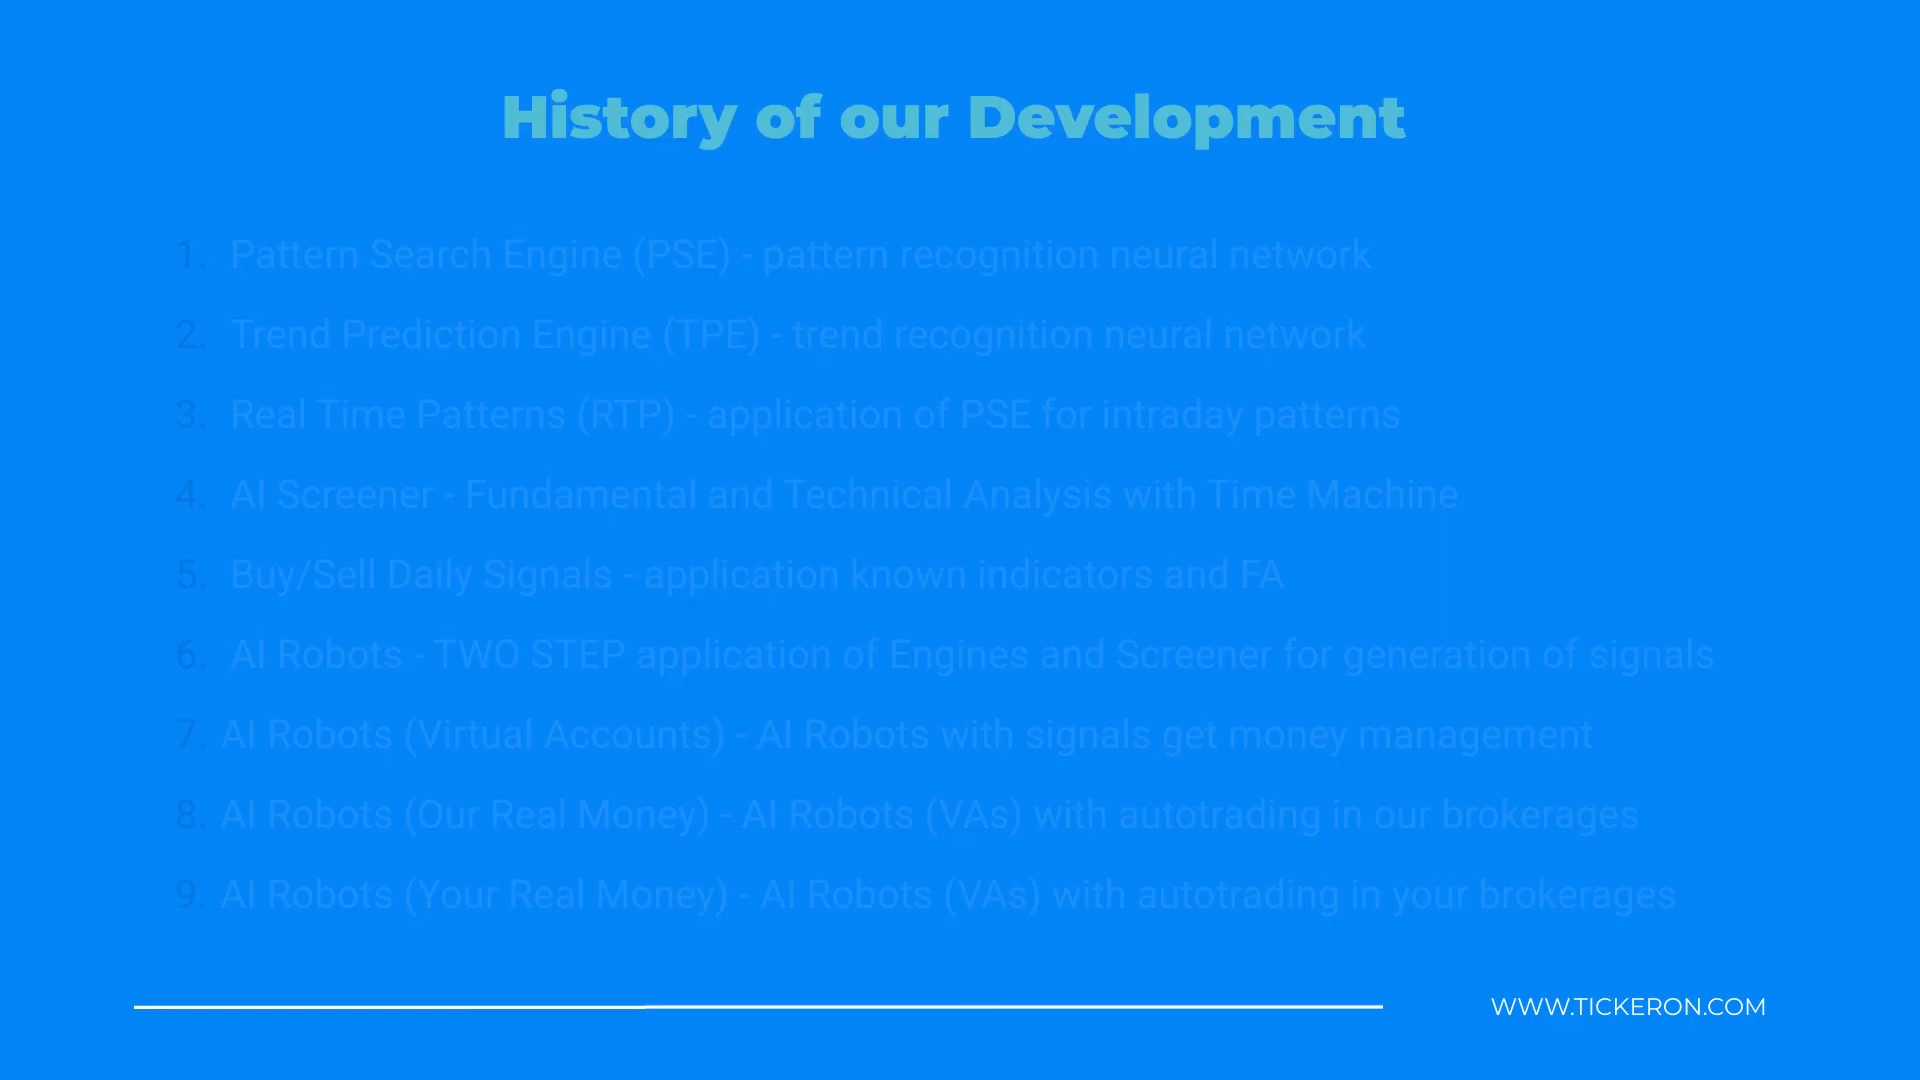 History of our Development
1. Pattern Search Engine (PSE) - pattern recognition neural network
2. Trend Prediction Engine (TPE) - trend recognition neural network
3. Real Time Patterns (RTP) - application of PSE for intraday patterns
4. AI Screener - Fundamental and Technical Analysis with Time Machine
5. Buy/Sell Daily Signals - application known indicators and FA
6. AI Robots - TWO STEP application of Engines and Screener for generation of signals
7. AI Robots (Virtual Accounts) - AI Robots with signals get money management
8. AI Robots (Our Real Money) - AI Robots (VAs) with autotrading in our brokerages
9. AI Robots (Your Real Money) - AI Robots (VAs) with autotrading in your brokerages
WWW.TICKERON.COM